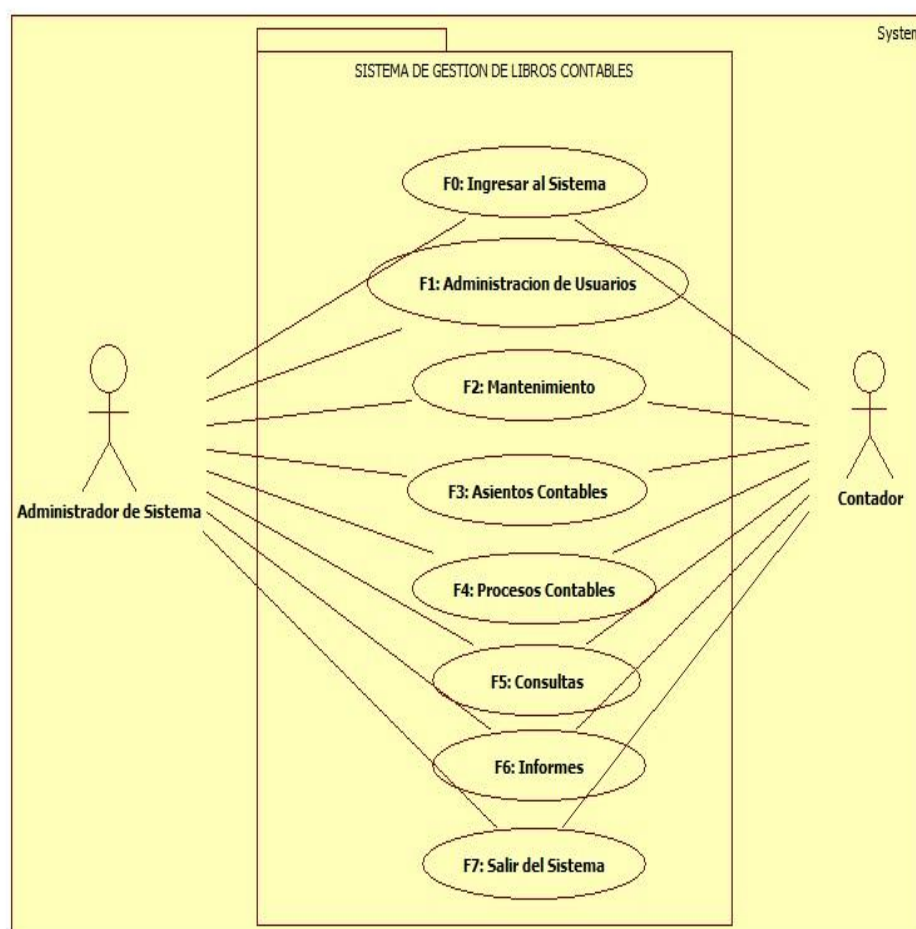 System
SISTEMA DE GESTION DE LIBROS CONTABLES
F0: Ingresar al Sistema
F1: Administracion de Usuarios
F2: Mantenimiento
F3: Asientos Contables
Administrador de Sistema
Contador
F4: Procesos Contables
F5: Consultas
F6: Informes
F7: Salir del Sistema